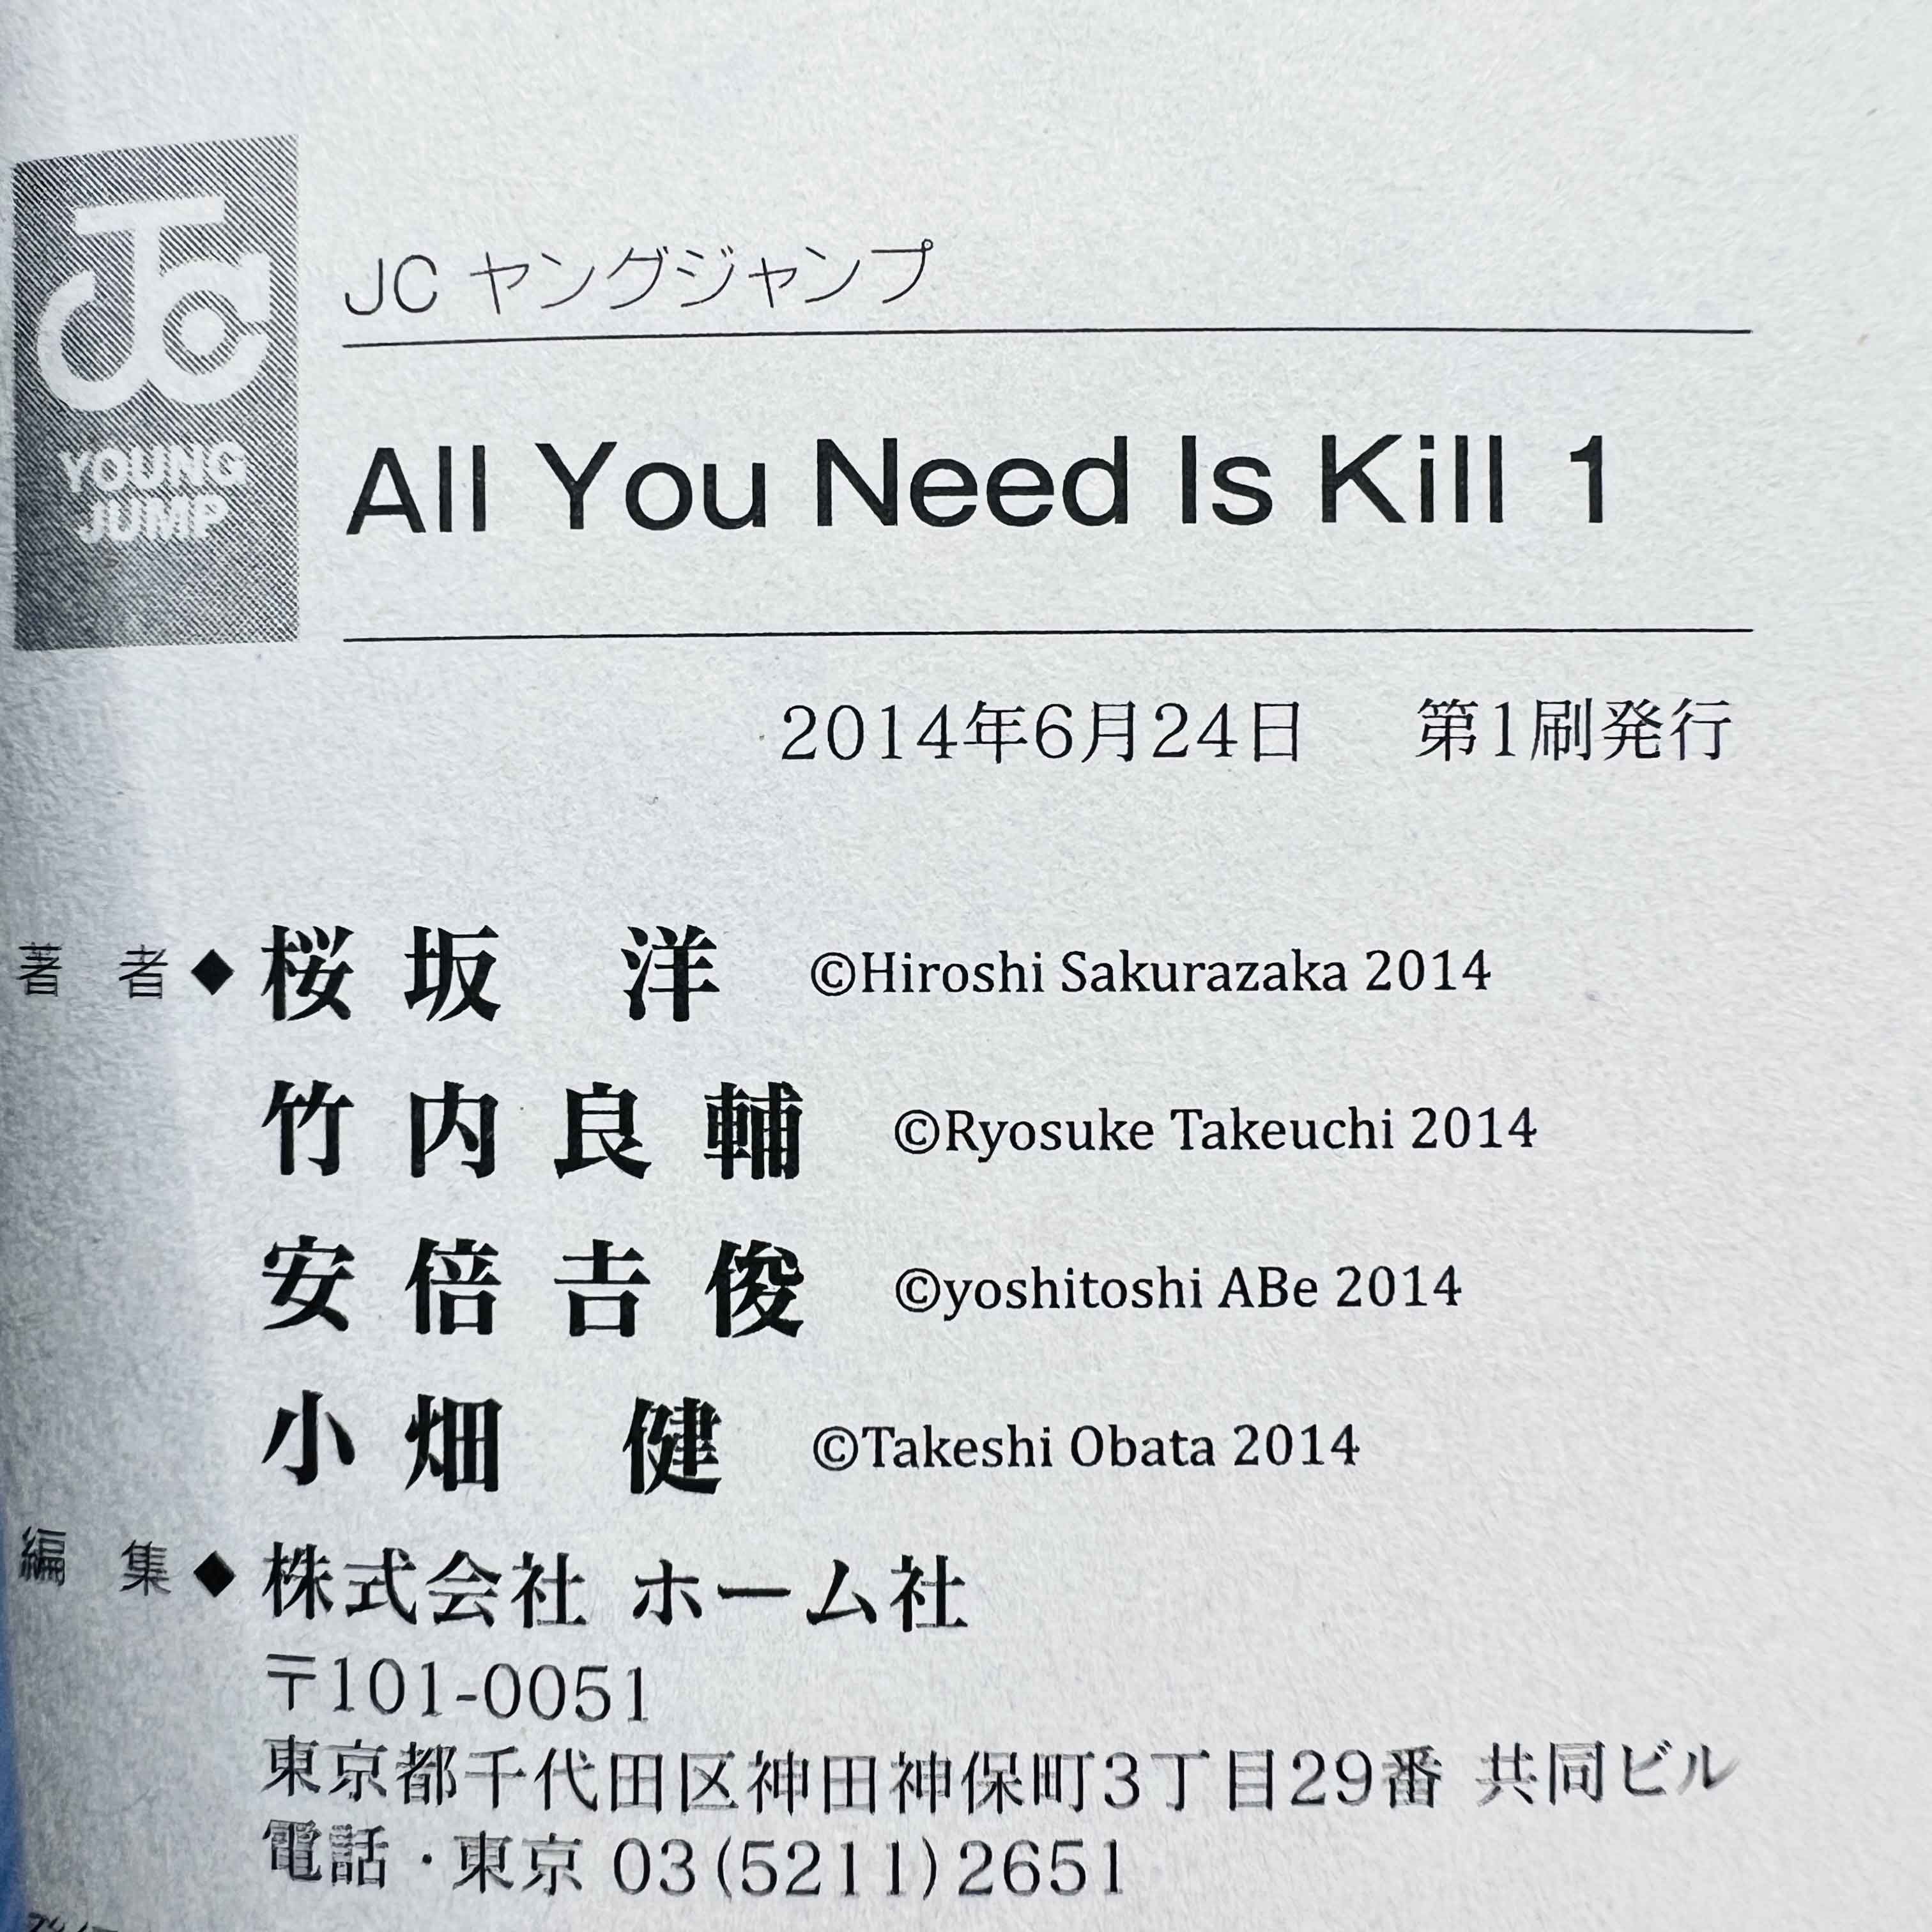 JC
YOUNG
JUMP
JC ヤングジャンプ
All You Need Is Kill 1
2014年6月24日 第1刷発行
著者◆桜坂 洋 ©Hiroshi Sakurazaka 2014
竹内良輔 ©Ryosuke Takeuchi 2014
安倍𠮷俊 ©yoshitoshi ABe 2014
小畑 健 ©Takeshi Obata 2014
編集◆株式会社 ホーム社
〒101-0051
東京都千代田区神田神保町3丁目29番 共同ビル
電話・東京 03(5211)2651